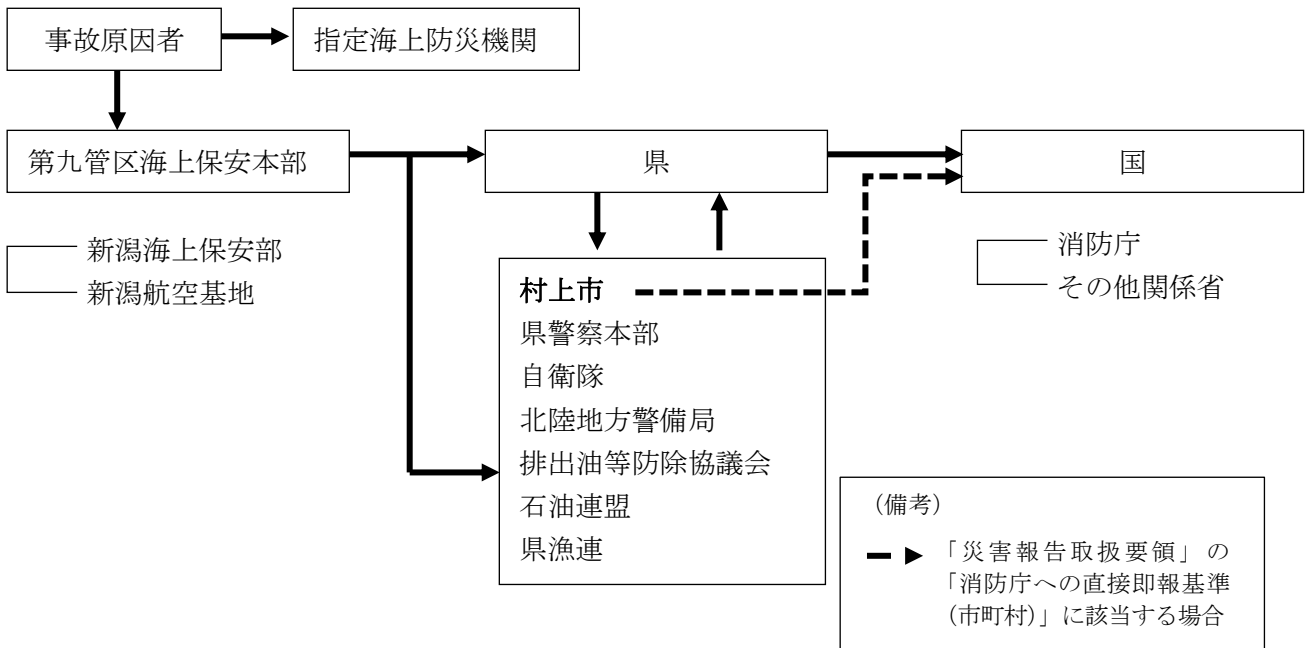 事故原因者
指定海上防災機関
第九管区海上保安本部
県
国
新潟海上保安部
新潟航空基地
消防庁
その他関係省
村上市
県警察本部
自衛隊
北陸地方警備局
排出油等防除協議会
石油連盟
県漁連
（備考）
「災害報告取扱要領」の
「消防庁への直接即報基準
(市町村)」に該当する場合